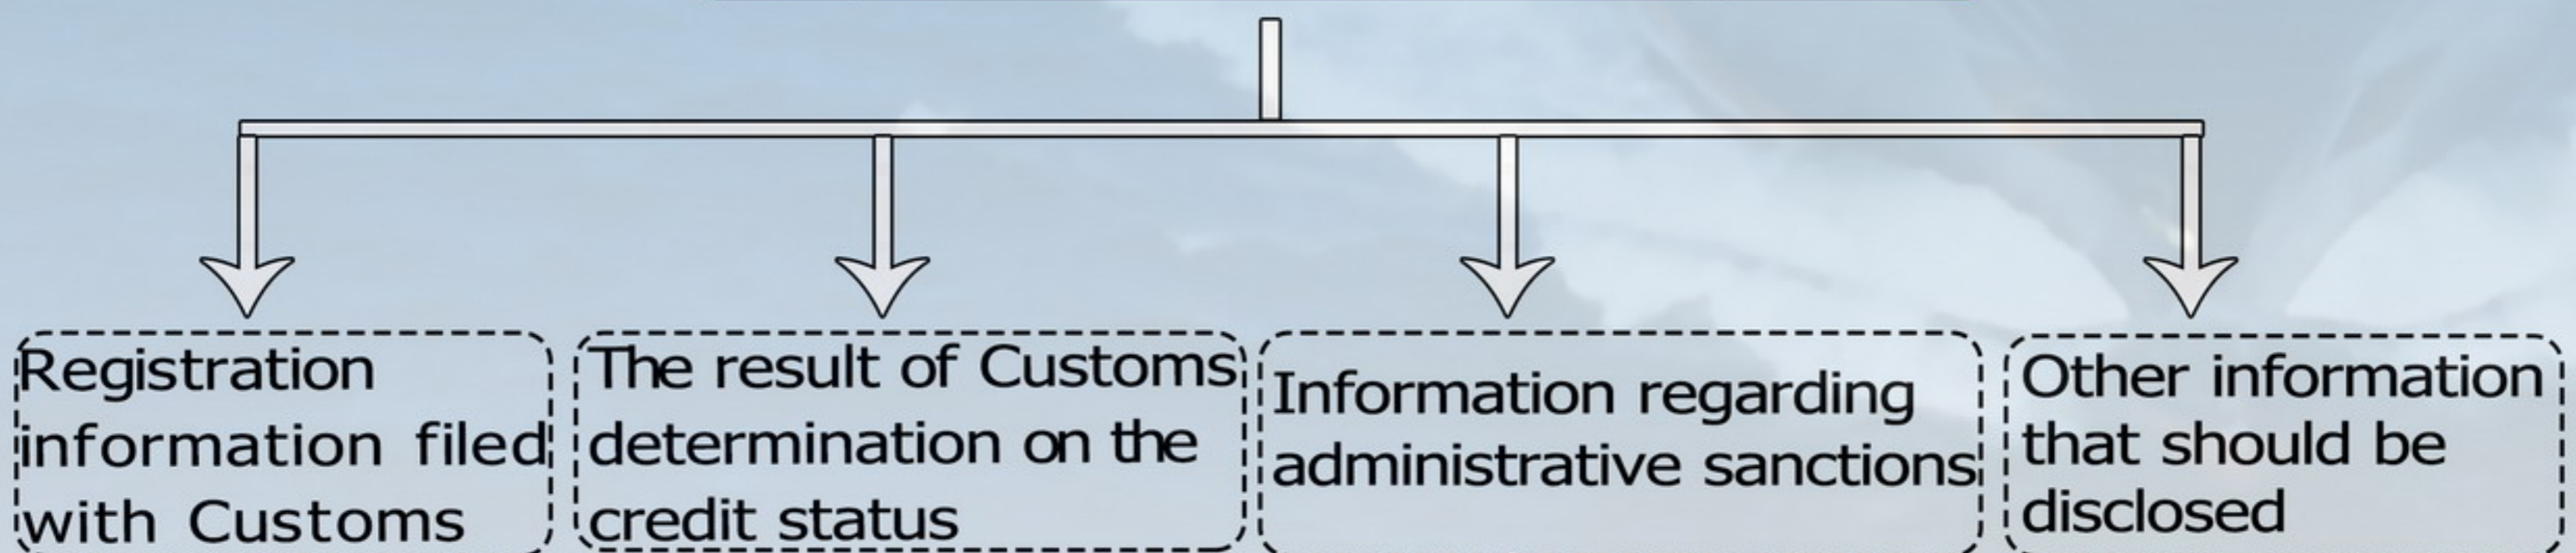 Registration
information filed
with Customs
The result of Customs
determination on the
credit status
Information regarding
administrative sanctions
Other information
that should be
disclosed